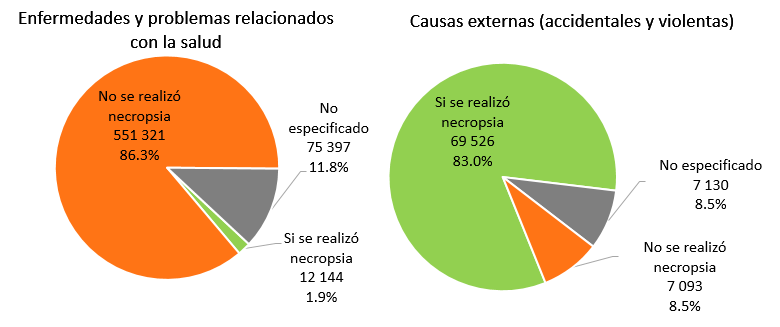 Enfermedades y problemas relacionados
con la salud
No se realizó
necropsia
551 321
86.3%
No
especificado
75 397
11.8%
Si se realizó
necropsia
12 144
1.9%
Causas externas (accidentales y violentas)
Si se realizó
necropsia
69 526
83.0%
No especificado
7 130
8.5%
No se realizó
necropsia
7 093
8.5%